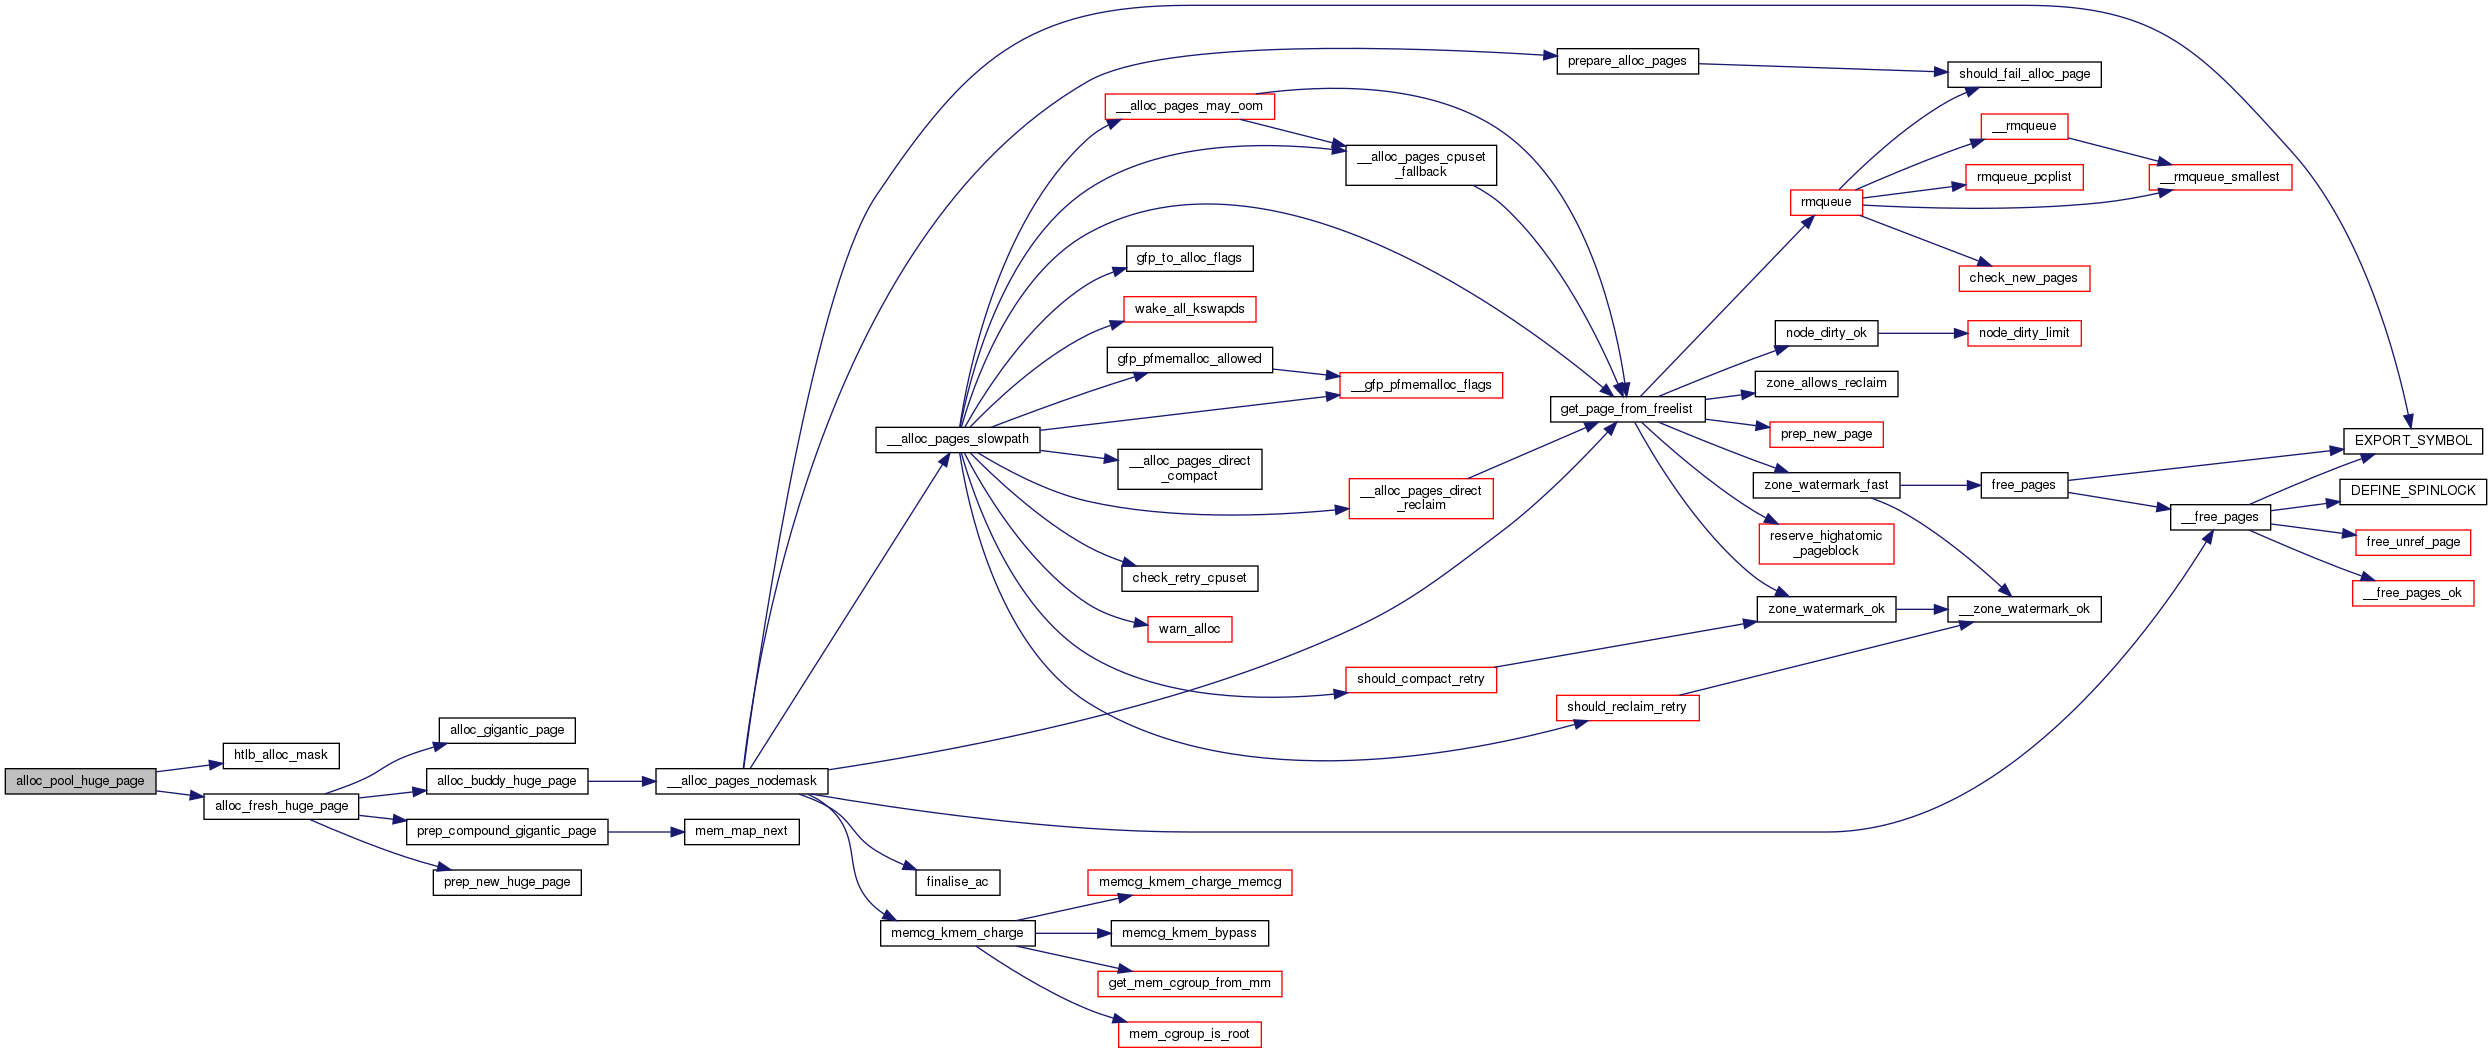 alloc_pool_huge_page
htlb_alloc_mask
alloc_fresh_huge_page
alloc_gigantic_page
alloc_buddy_huge_page
prep_compound_gigantic_page
prep_new_huge_page
__alloc_pages_nodemask
mem_map_next
__alloc_pages_slowpath
finalise_ac
memcg_kmem_charge
__alloc_pages_may_oom
gfp_to_alloc_flags
wake_all_kswapds
gfp_pfmemalloc_allowed
__alloc_pages_direct
_compact
check_retry_cpuset
warn_alloc
memcg_kmem_charge_memcg
memcg_kmem_bypass
get_mem_cgroup_from_mm
mem_cgroup_is_root
__alloc_pages_cpuset
_fallback
__gfp_pfmemalloc_flags
__alloc_pages_direct
_reclaim
should_compact_retry
prepare_alloc_pages
get_page_from_freelist
should_reclaim_retry
rmqueue
node_dirty_ok
zone_allows_reclaim
prep_new_page
zone_watermark_fast
reserve_highatomic
_pageblock
zone_watermark_ok
should_fail_alloc_page
__rmqueue
rmqueue_pcplist
check_new_pages
node_dirty_limit
free_pages
__zone_watermark_ok
__rmqueue_smallest
__free_pages
EXPORT_SYMBOL
DEFINE_SPINLOCK
free_unref_page
__free_pages_ok